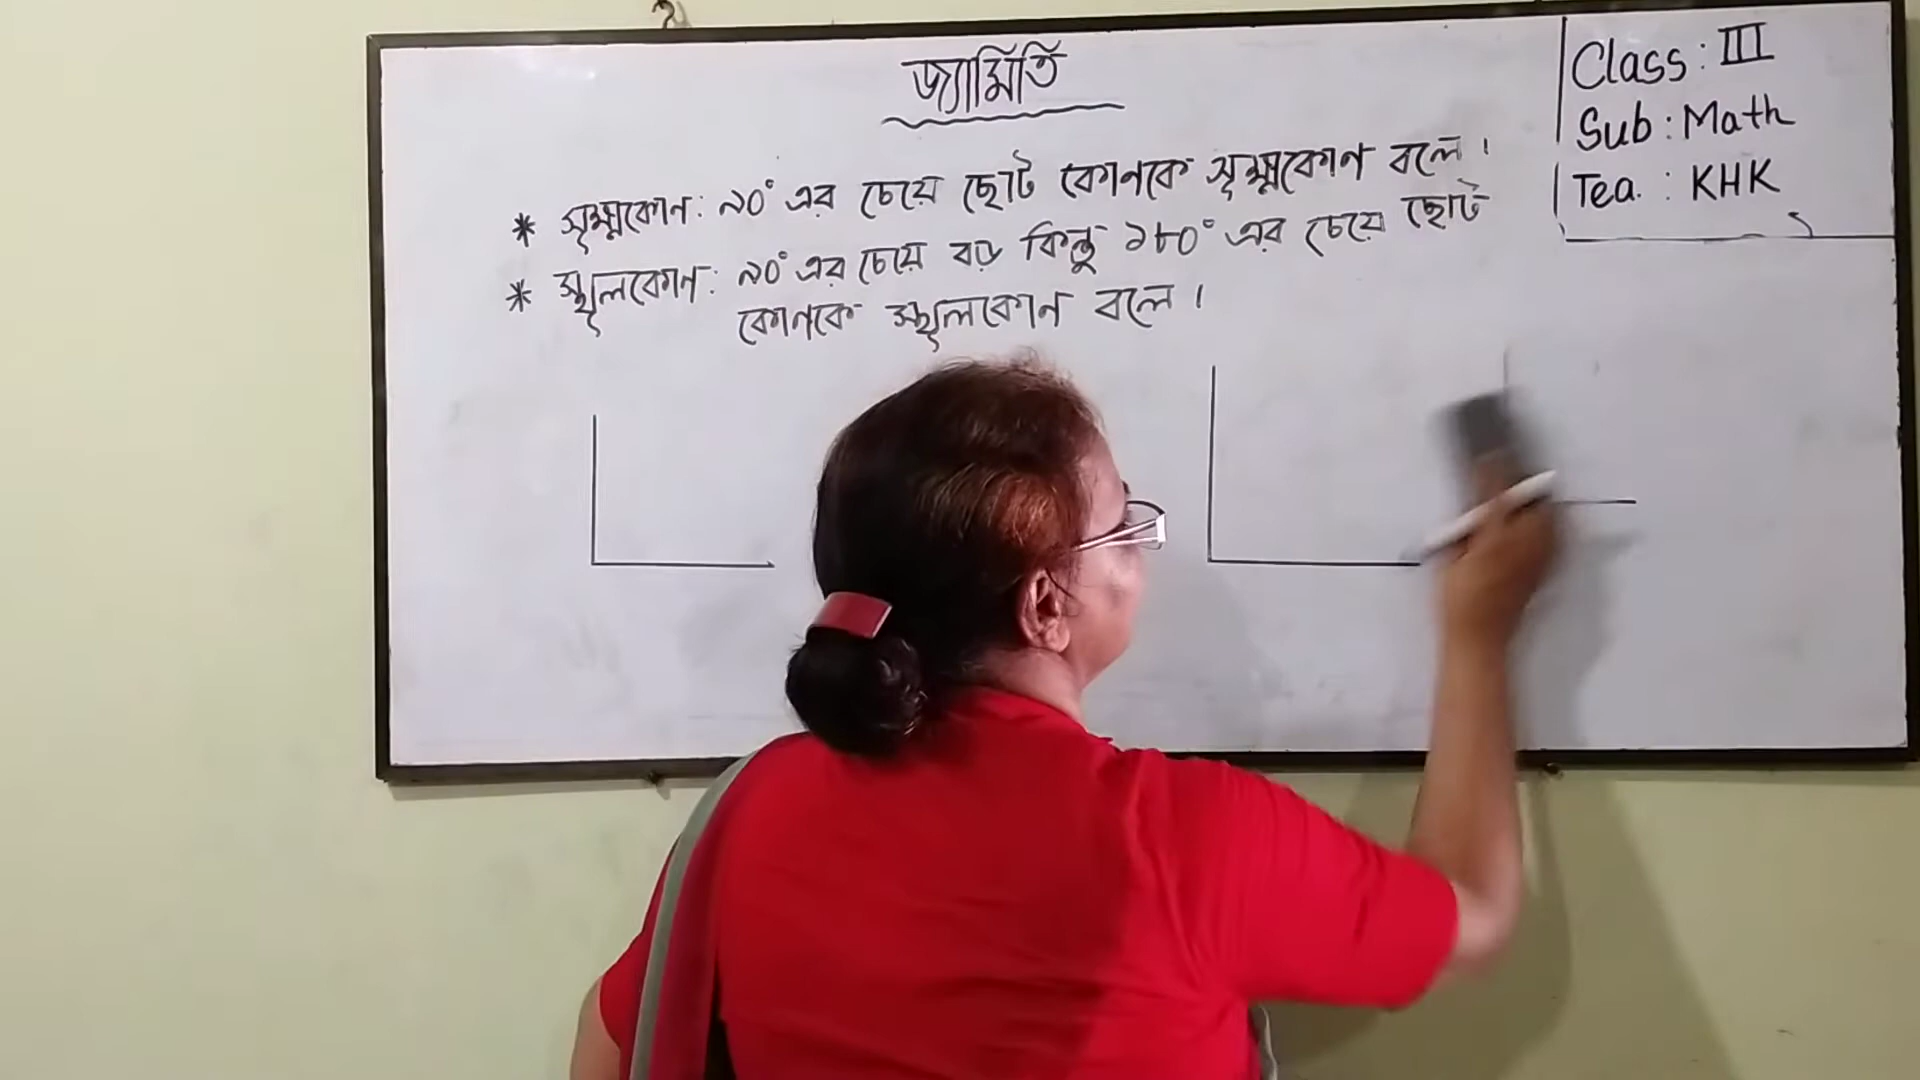 জ্যামিতি
Class : III
Sub : Math
Tea. : KHK
* সূক্ষ্মকোণ : ৯০° এর চেয়ে ছোট কোণকে সূক্ষ্মকোণ বলে।
* স্থূলকোণ : ৯০° এর চেয়ে বড় কিন্তু ১৮০° এর চেয়ে ছোট
কোণকে স্থূলকোণ বলে।